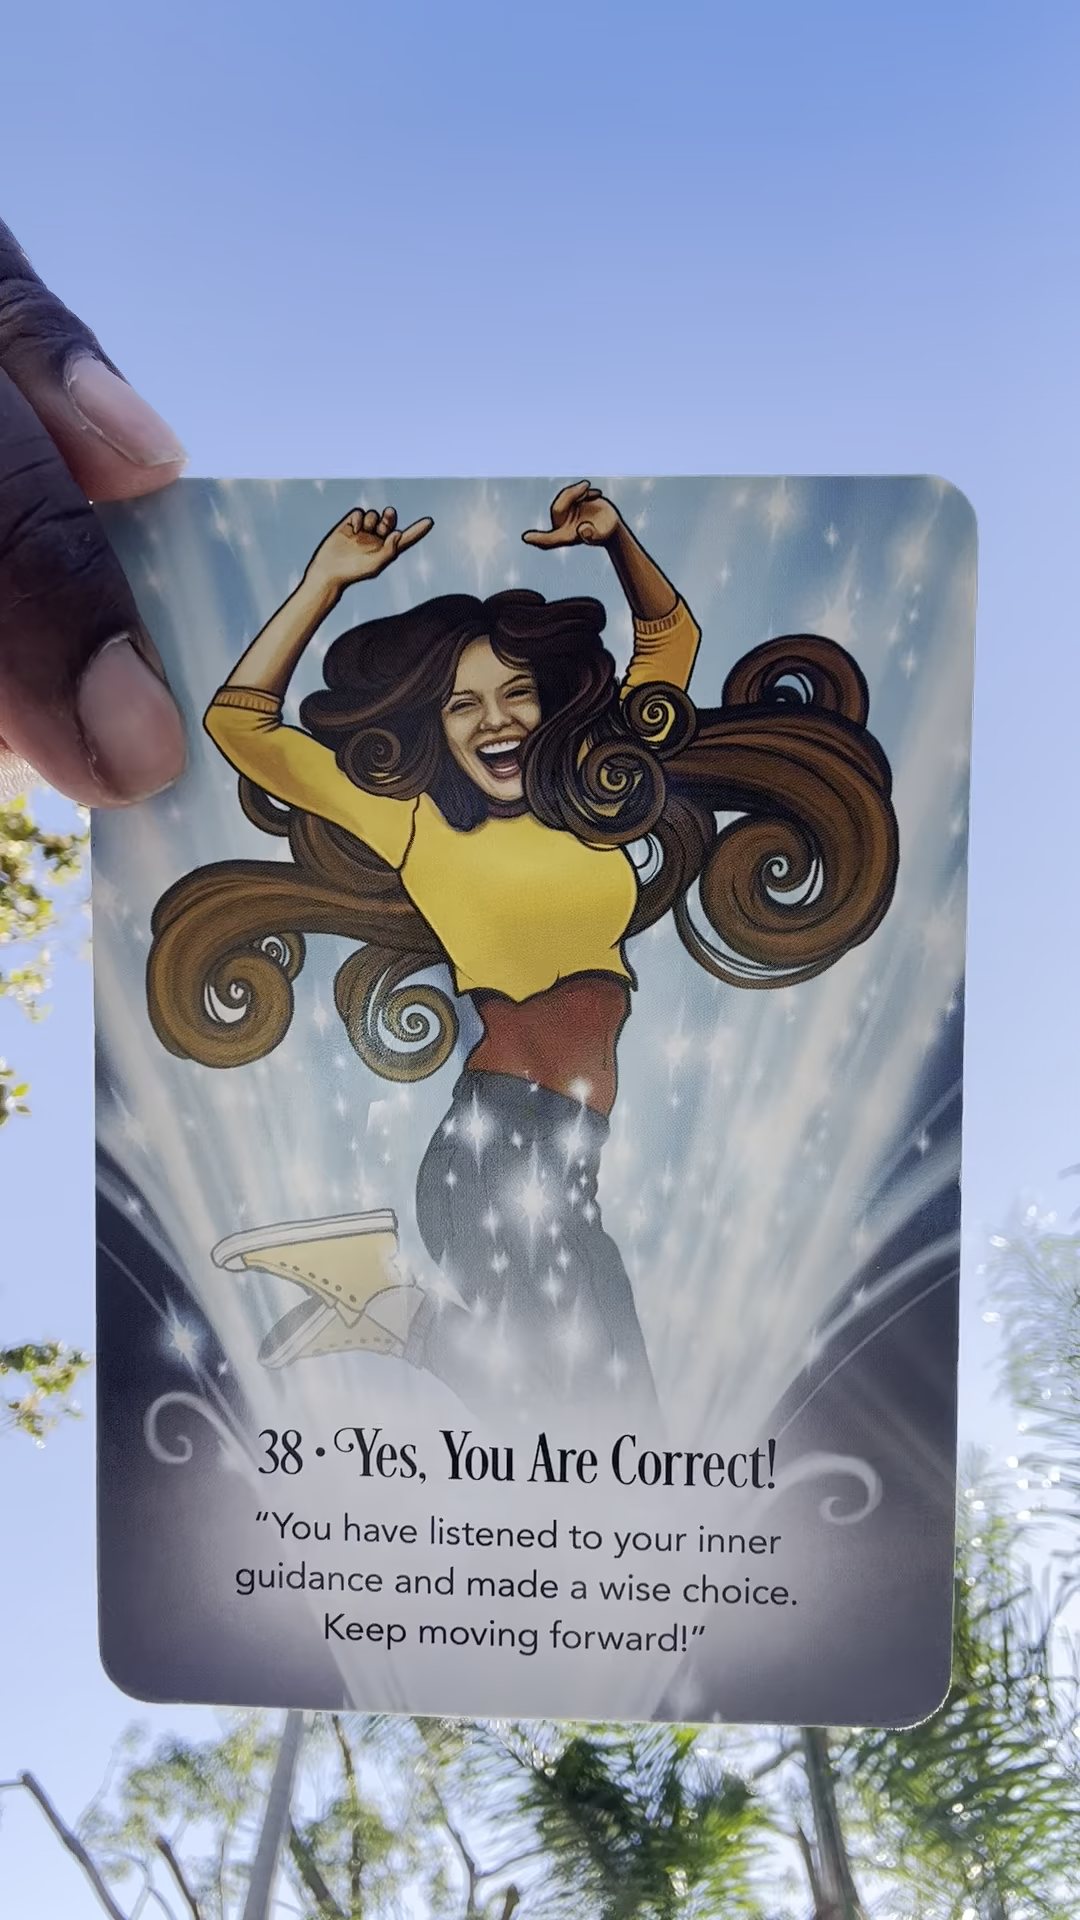 38 • Yes, You Are Correct!
“You have listened to your inner
guidance and made a wise choice.
Keep moving forward!”